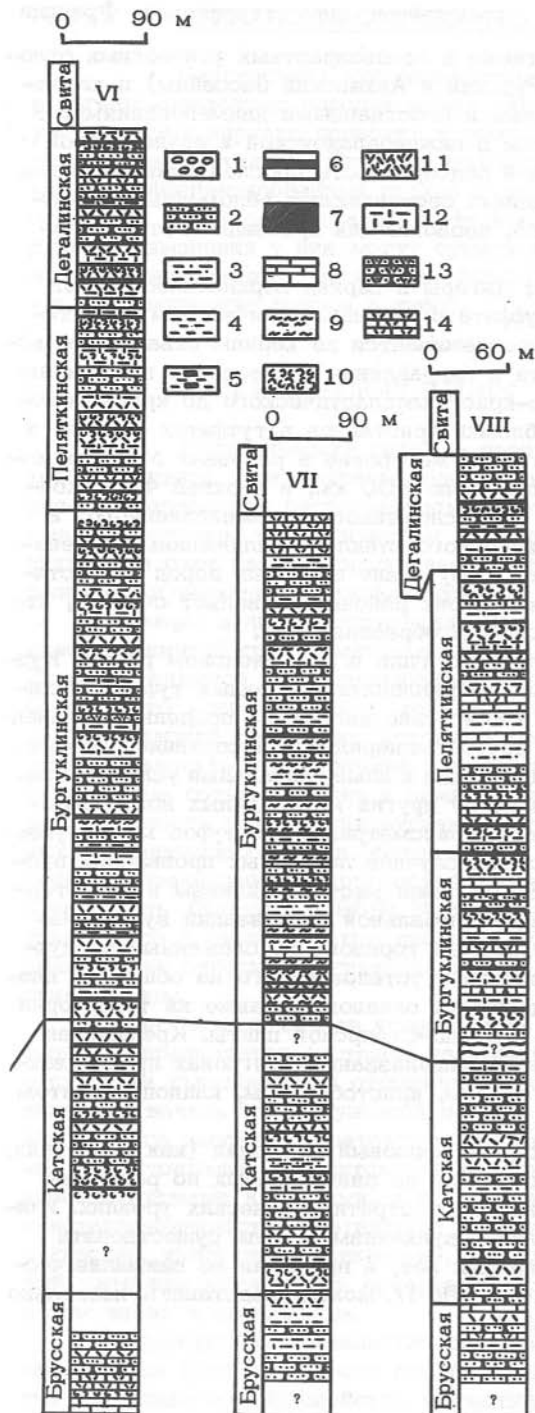 0 90 м
Свита
VI
1 6 11
2 7 12
3 8 13
4 9 14
5 10
Дегалинская
Пеляткинская
Бургуклинская
Катская
?
Брусская
?
0 90 м
Свита
VII
Бургуклинская
?
Катская
Брусская
?
0 60 м
Свита
VIII
Дегалинская
Пеляткинская
Бургуклинская
?
Катская
Брусская
?